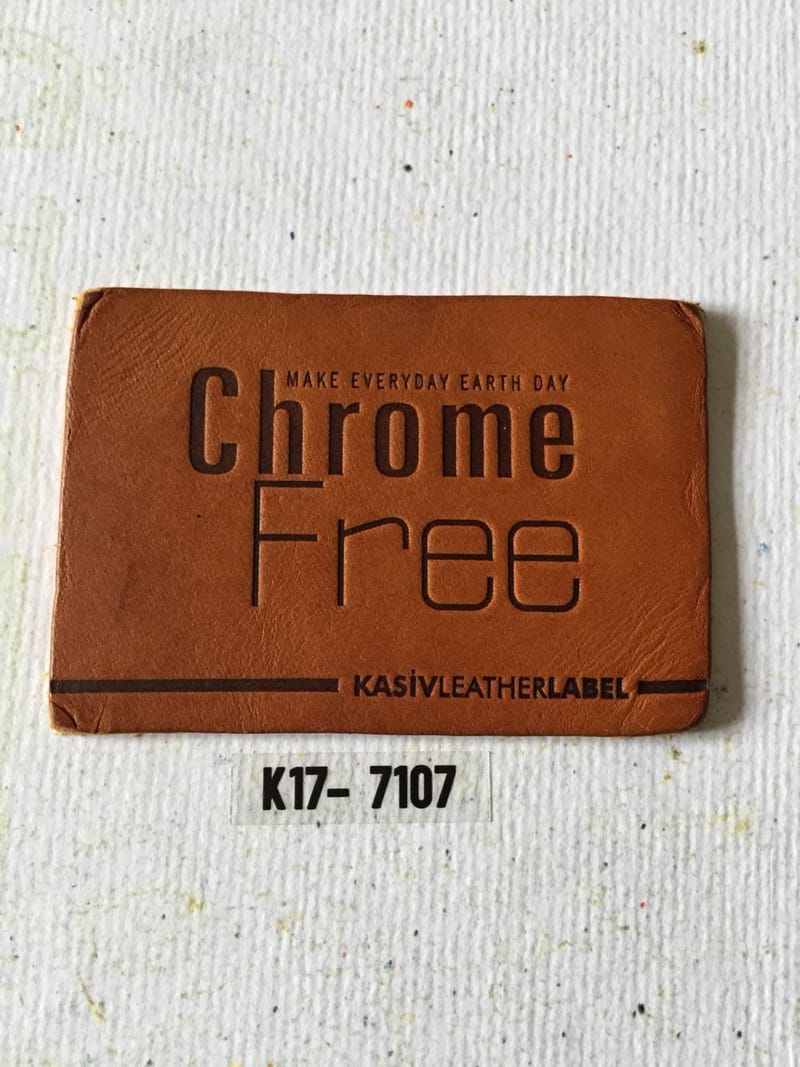 MAKE EVERYDAY EARTH DAY
Chrome
Free
KASİVLEATHERLABEL
K17- 7107